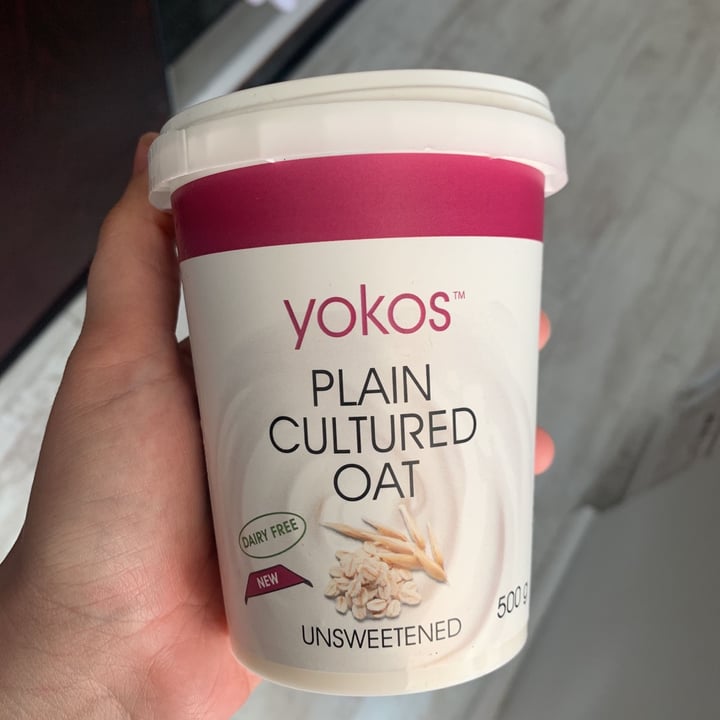 yokos™
PLAIN
CULTURED
OAT
DAIRY FREE
NEW
500 g
UNSWEETENED